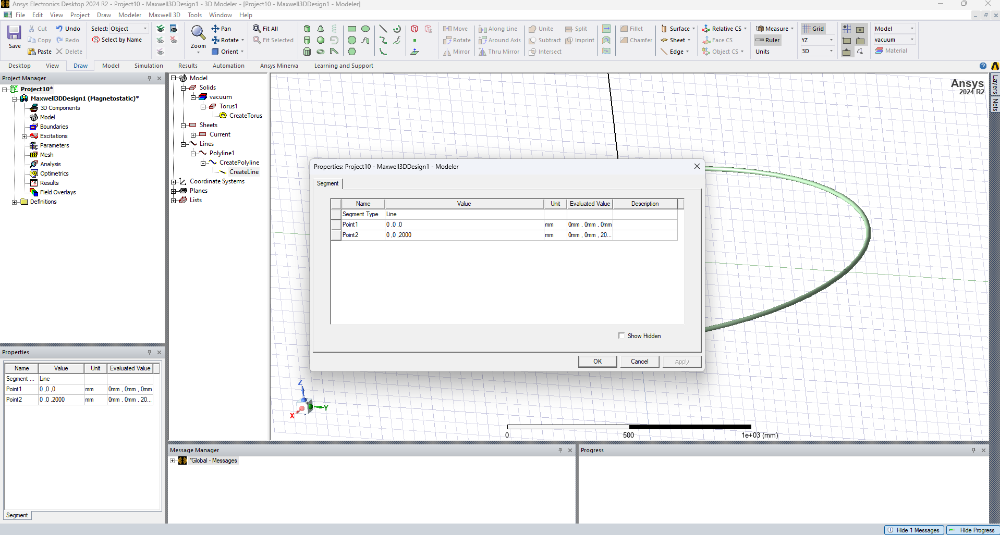 Ansys Electronics Desktop 2024 R2 - Project10 - Maxwell3DDesign1 - 3D Modeler - [Project10 - Maxwell3DDesign1 - Modeler]
File Edit View Project Draw Modeler Maxwell 3D Tools Window Help
Save
Cut Undo
Copy Redo
Paste Delete
Select: Object
Select by Name
Zoom
Pan
Rotate
Orient
Fit All
Fit Selected
Move
Rotate
Mirror
Along Line
Around Axis
Thru Mirror
Unite Split
Subtract Imprint
Intersect
Fillet
Chamfer
Surface
Sheet
Edge
Relative CS
Face CS
Object CS
Measure
Ruler
Units
Grid
YZ
3D
Model
vacuum
Material
Desktop View Draw Model Simulation Results Automation Ansys Minerva Learning and Support
Project Manager
Project10*
Maxwell3DDesign1 (Magnetostatic)*
3D Components
Model
Boundaries
Excitations
Parameters
Mesh
Analysis
Optimetrics
Results
Field Overlays
Definitions
Model
Solids
vacuum
Torus1
CreateTorus
Sheets
Current
Lines
Polyline1
CreatePolyline
CreateLine
Coordinate Systems
Planes
Lists
Ansys
2024 R2
Layers
Nets
Properties: Project10 - Maxwell3DDesign1 - Modeler
Segment
Name Value Unit Evaluated Value Description
Segment Type Line
Point1 0 ,0 ,0 mm 0mm , 0mm , 0mm
Point2 0 ,0 ,2000 mm 0mm , 0mm , 20...
Show Hidden
OK Cancel Apply
Properties
Name Value Unit Evaluated Value
Segment ... Line
Point1 0 ,0 ,0 mm 0mm , 0mm , 0mm
Point2 0 ,0 ,2000 mm 0mm , 0mm , 20...
Segment
Z
Y
X
0 500 1e+03 (mm)
Message Manager
*Global - Messages
Progress
Hide 1 Messages Hide Progress